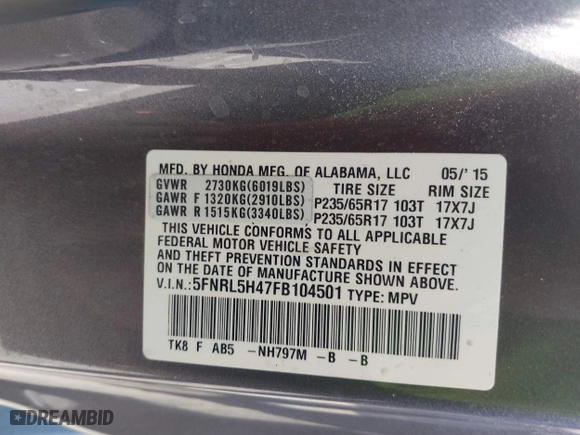 MFD. BY HONDA MFG. OF ALABAMA, LLC 05/' 15
GVWR 2730KG(6019LBS) TIRE SIZE RIM SIZE
GAWR F 1320KG(2910LBS) P235/65R17 103T 17X7J
GAWR R 1515KG(3340LBS) P235/65R17 103T 17X7J
THIS VEHICLE CONFORMS TO ALL APPLICABLE
FEDERAL MOTOR VEHICLE SAFETY
AND THEFT PREVENTION STANDARDS IN EFFECT
ON THE DATE OF MANUFACTURE SHOWN ABOVE.
V.I.N.: 5FNRL5H47FB104501 TYPE: MPV
TK8 F AB5 -NH797M -B -B
DREAMBID